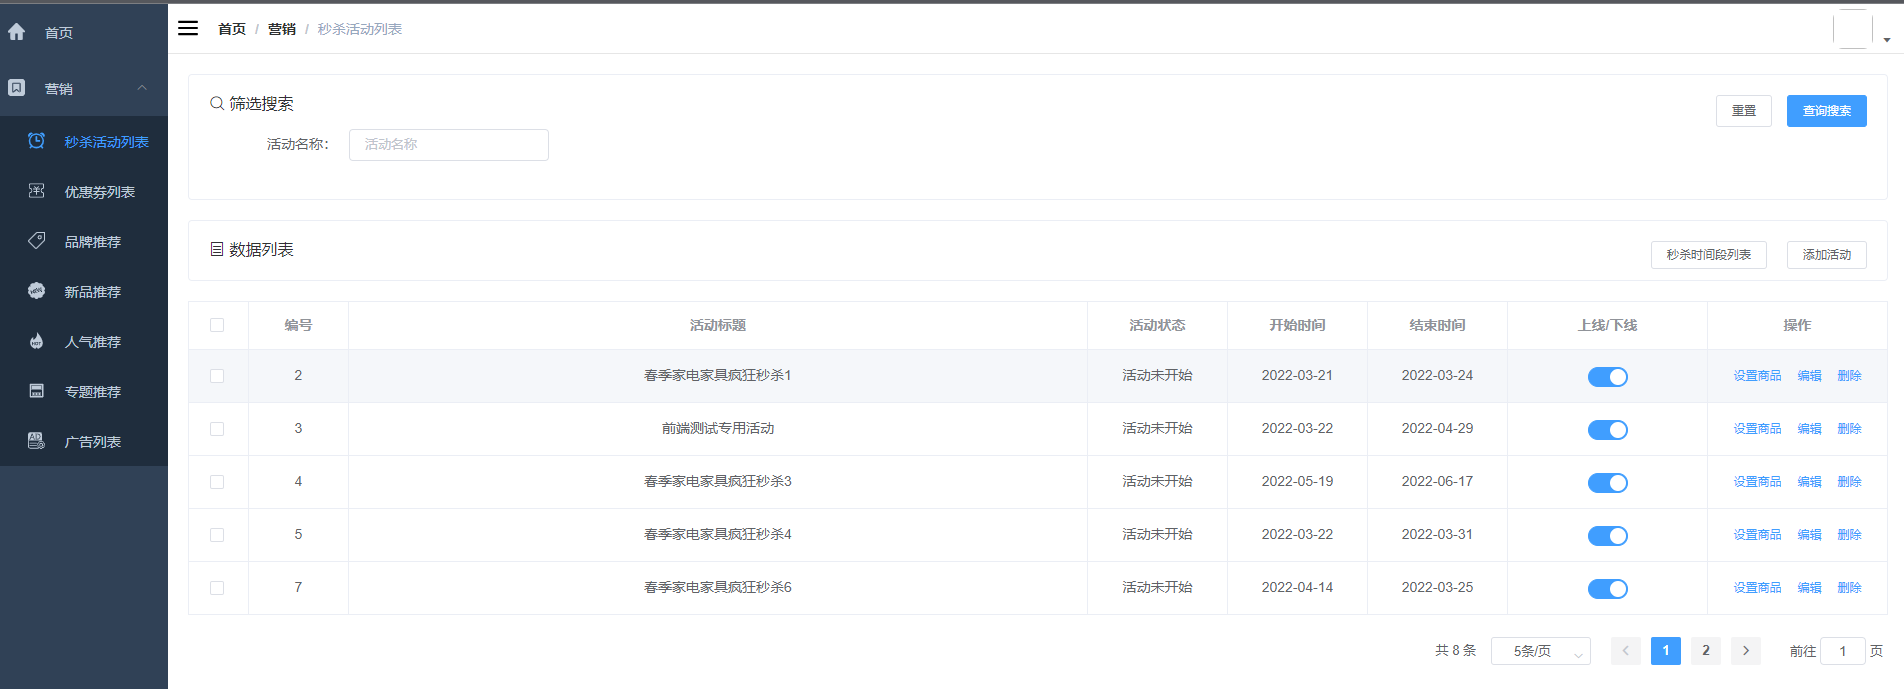 首页
营销
秒杀活动列表
优惠券列表
品牌推荐
新品推荐
人气推荐
专题推荐
广告列表
首页 / 营销 / 秒杀活动列表
筛选搜索
重置 查询搜索
活动名称： 活动名称
数据列表
秒杀时间段列表 添加活动
编号 活动标题 活动状态 开始时间 结束时间 上线/下线 操作
2 春季家电家具疯狂秒杀1 活动未开始 2022-03-21 2022-03-24 设置商品 编辑 删除
3 前端测试专用活动 活动未开始 2022-03-22 2022-04-29 设置商品 编辑 删除
4 春季家电家具疯狂秒杀3 活动未开始 2022-05-19 2022-06-17 设置商品 编辑 删除
5 春季家电家具疯狂秒杀4 活动未开始 2022-03-22 2022-03-31 设置商品 编辑 删除
7 春季家电家具疯狂秒杀6 活动未开始 2022-04-14 2022-03-25 设置商品 编辑 删除
共 8 条 5条/页 1 2 前往 1 页